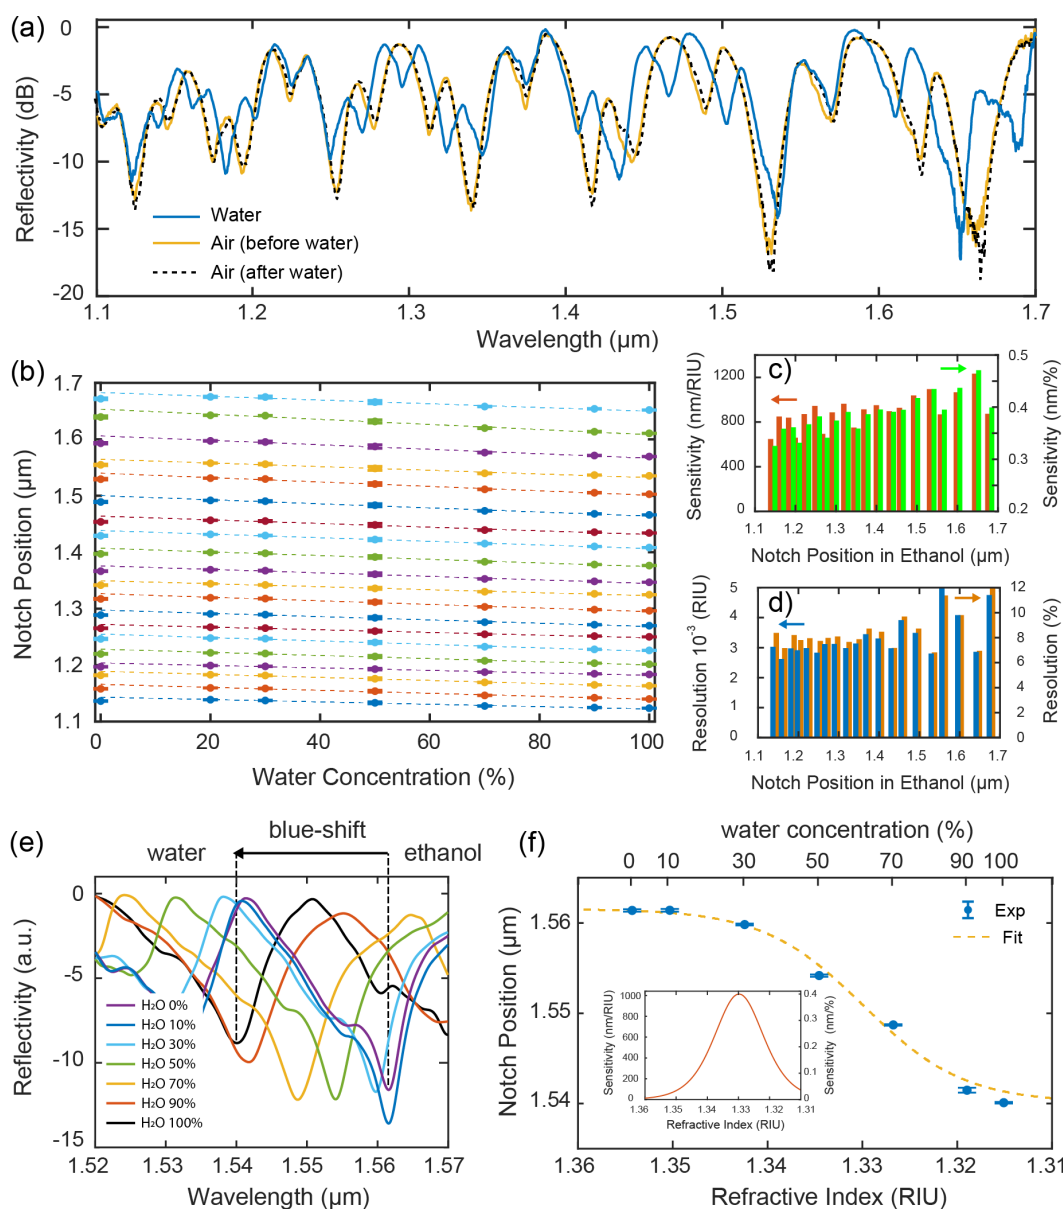 (a)
0
-5
-10
-15
-20
Reflectivity (dB)
Water
Air (before water)
Air (after water)
1.1 1.2 1.3 1.4 1.5 1.6 1.7
Wavelength (µm)
(b)
1.7
1.6
1.5
1.4
1.3
1.2
1.1
Notch Position (µm)
0 20 40 60 80 100
Water Concentration (%)
c)
1200
800
400
0
Sensitivity (nm/RIU)
0.5
0.4
0.3
0.2
Sensitivity (nm/%)
1.1 1.2 1.3 1.4 1.5 1.6 1.7
Notch Position in Ethanol (µm)
d)
5
4
3
2
1
0
Resolution 10⁻³ (RIU)
12
10
8
6
4
2
0
Resolution (%)
1.1 1.2 1.3 1.4 1.5 1.6 1.7
Notch Position in Ethanol (µm)
(e)
blue-shift
water ethanol
0
-5
-10
-15
Reflectivity (a.u.)
H₂O 0%
H₂O 10%
H₂O 30%
H₂O 50%
H₂O 70%
H₂O 90%
H₂O 100%
1.52 1.53 1.54 1.55 1.56 1.57
Wavelength (µm)
(f)
water concentration (%)
0 10 30 50 70 90 100
1.56
1.55
1.54
Notch Position (µm)
Exp
Fit
1000
800
600
400
200
0
Sensitivity (nm/RIU)
0.4
0.3
0.2
0.1
0
Sensitivity (nm/%)
1.36 1.35 1.34 1.33 1.32 1.31
Refractive Index (RIU)
1.36 1.35 1.34 1.33 1.32 1.31
Refractive Index (RIU)